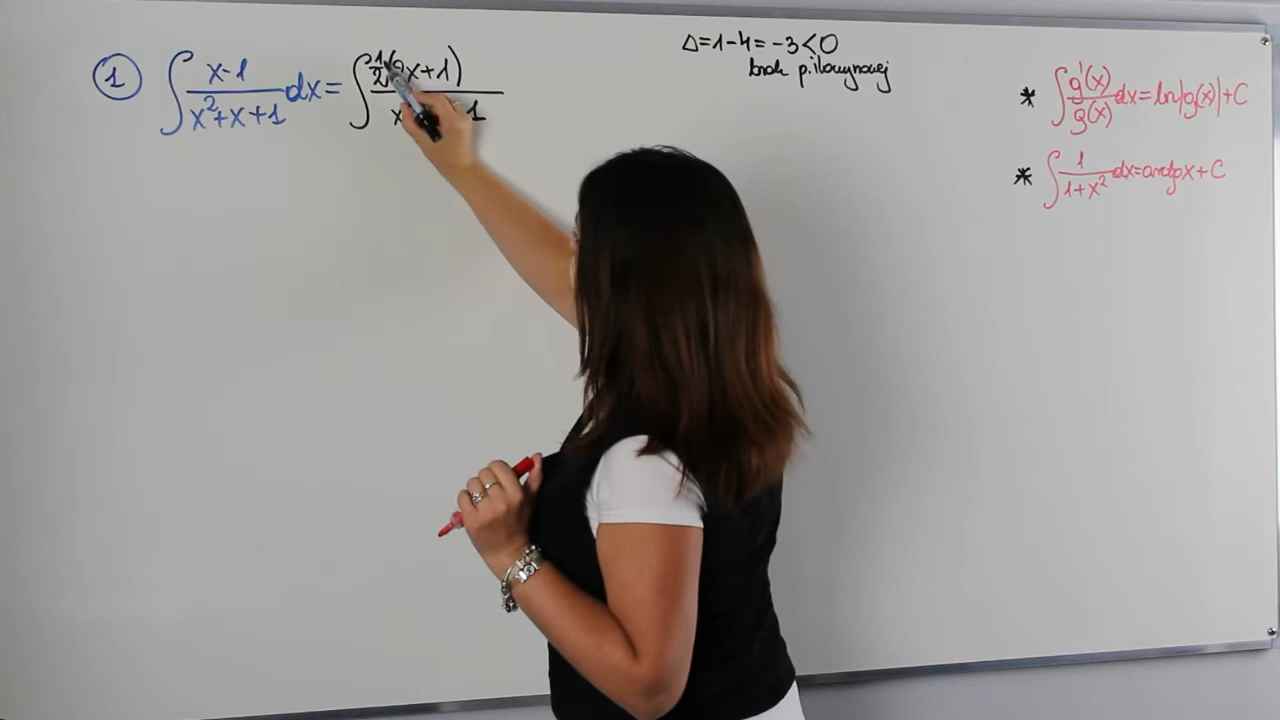 ① ∫ (x-1)/(x²+x+1) dx = ∫ (½(2x+1))/(x 1)
Δ=1-4=-3<0
brak p.ilocynowej
* ∫ g'(x)/g(x) dx = ln|g(x)| + C
* ∫ 1/(1+x²) dx = arctgx + C